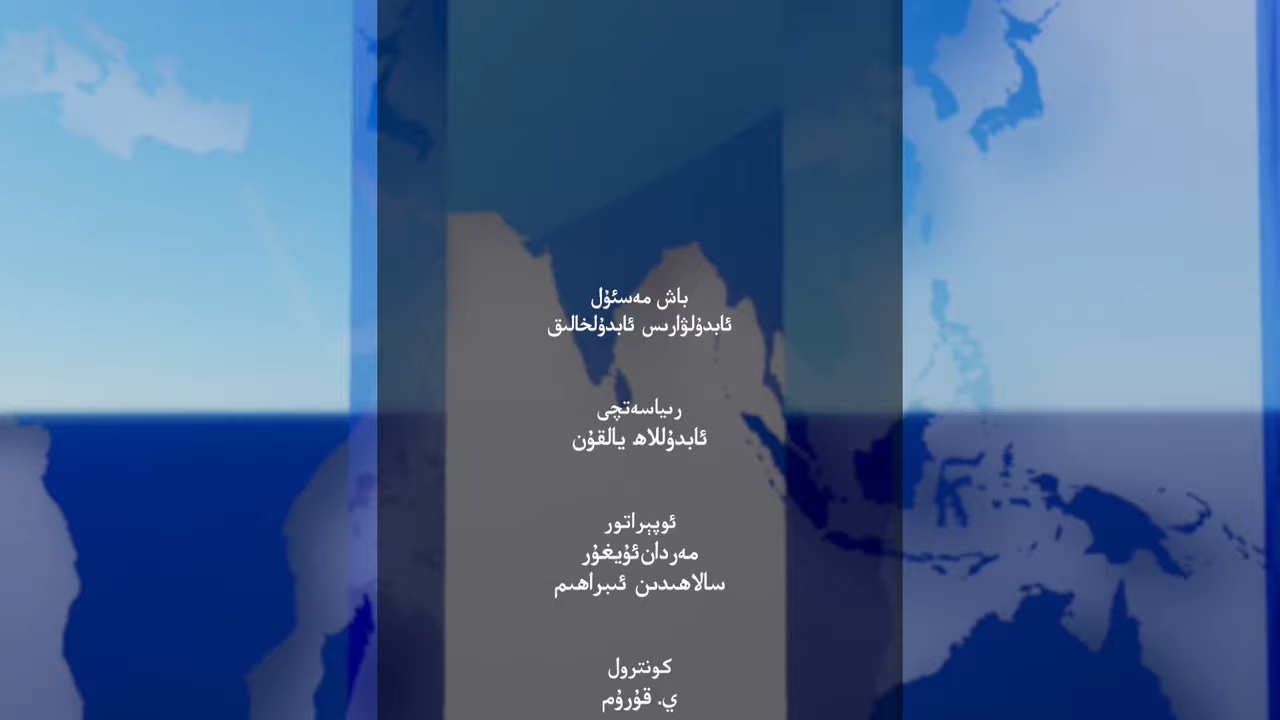 باش مەسئۇل
ئابدۇلۋارىس ئابدۇلخالىق
رىياسەتچى
ئابدۇللاھ يالقۇن
ئوپېراتور
مەردان ئۇيغۇر
سالاھىدىن ئىبراھىم
كونترول
ي. قۇرۇم